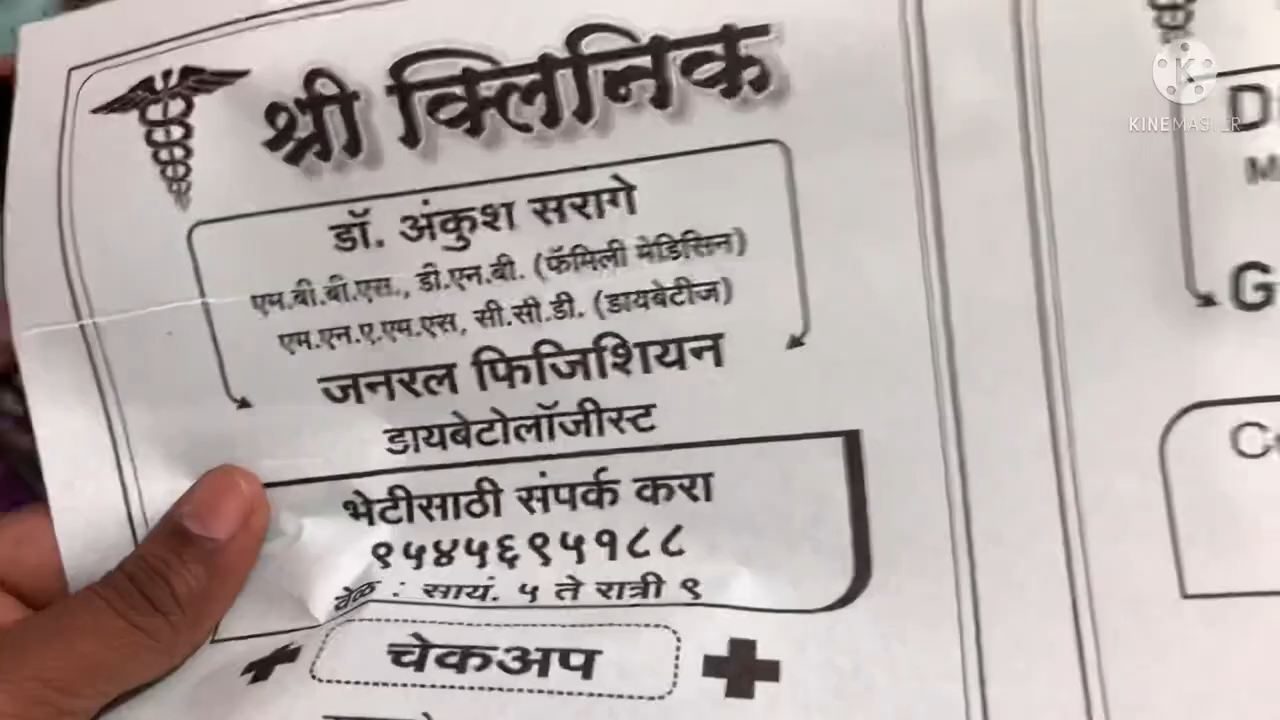 श्री क्लिनिक
डॉ. अंकुश सरागे
एम.बी.बी.एस., डी.एन.बी. (फॅमिली मेडिसिन)
एम.एन.ए.एम.एस, सी.सी.डी. (डायबेटीज)
जनरल फिजिशियन
डायबेटोलॉजीस्ट
भेटीसाठी संपर्क करा
९५४५६९५१८८
वेळ : सायं. ५ ते रात्री ९
चेकअप
KINEMASTER